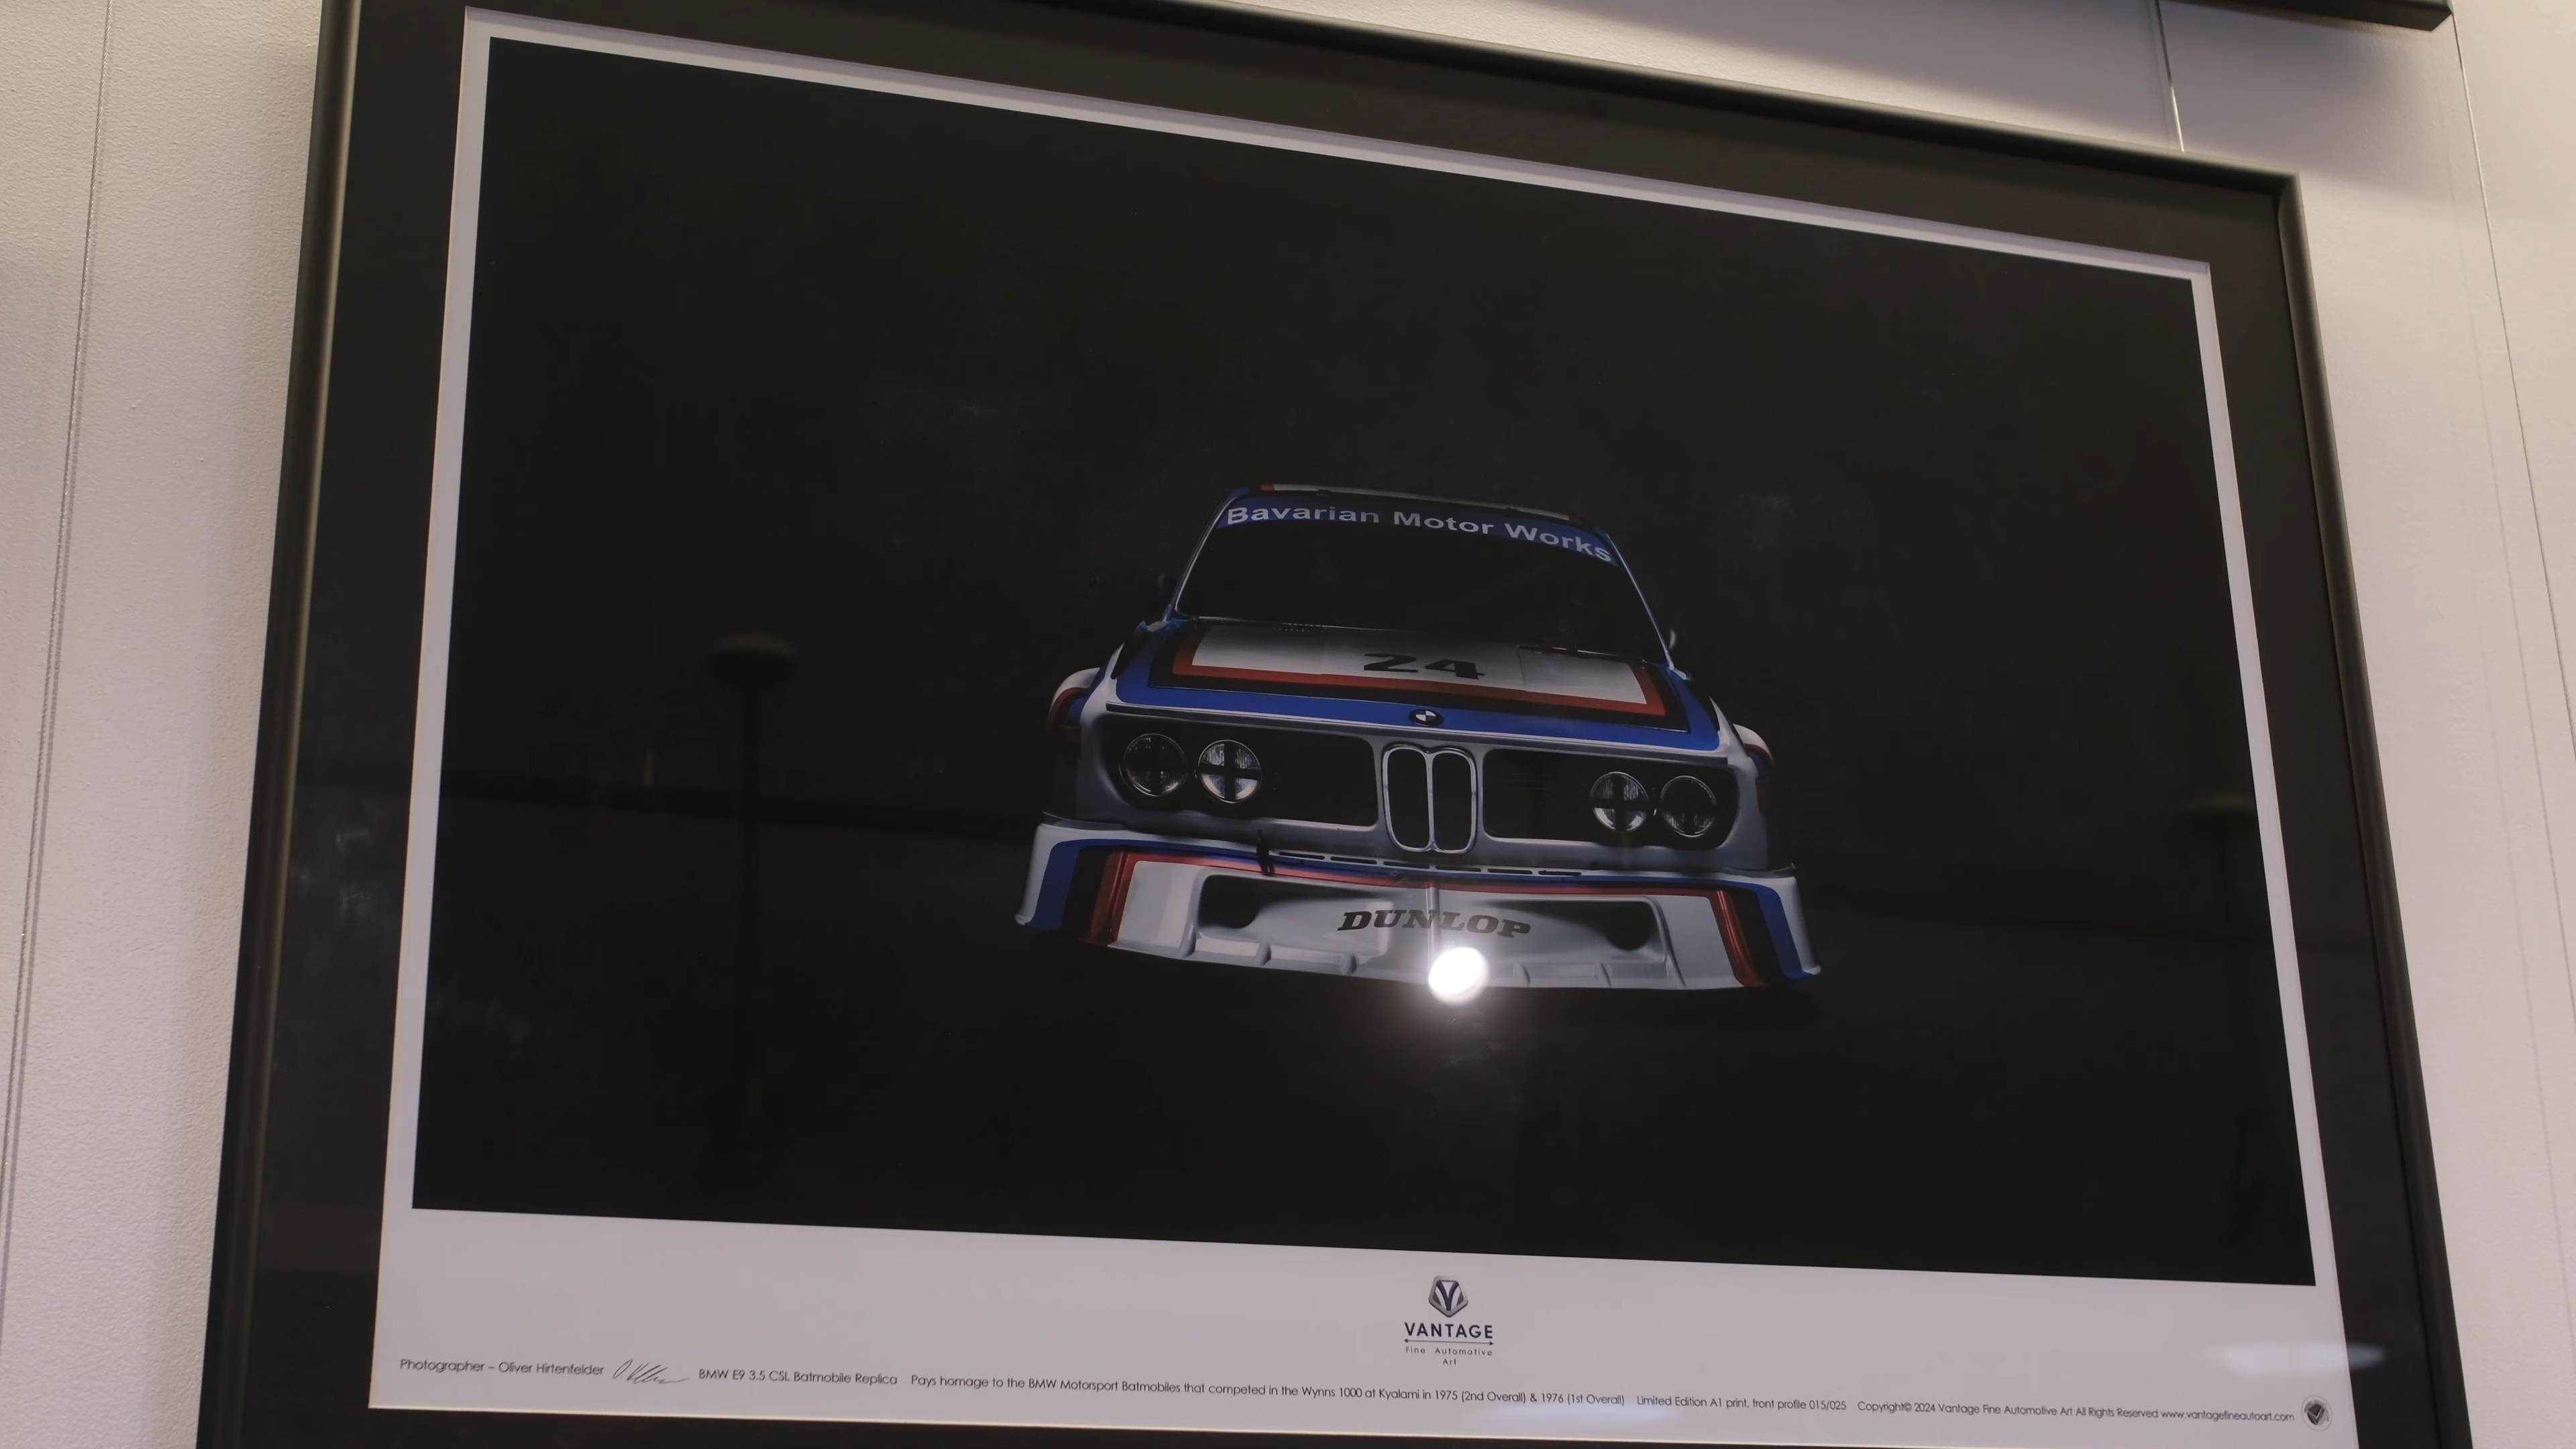 Bavarian Motor Works
24
DUNLOP
VANTAGE
Fine Automotive
Art
Photographer – Oliver Hirtenfelder BMW E9 3.5 CSL Batmobile Replica Pays homage to the BMW Motorsport Batmobiles that competed in the Wynns 1000 at Kyalami in 1975 (2nd Overall) & 1976 (1st Overall) Limited Edition A1 print, front profile 015/025 Copyright© 2024 Vantage Fine Automotive Art All Rights Reserved www.vantagefineautoart.com